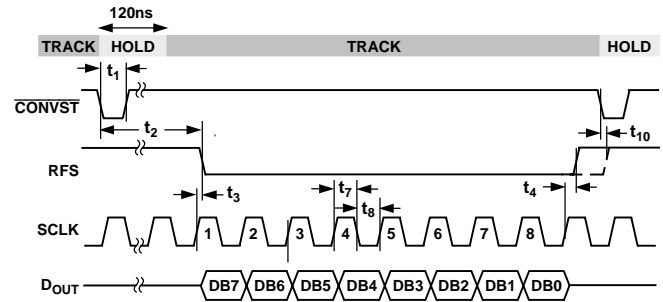 120ns
TRACK HOLD TRACK HOLD
t1
CONVST
t2
t10
RFS
t3
t7
t4
t8
SCLK 1 2 3 4 5 6 7 8
DOUT DB7 DB6 DB5 DB4 DB3 DB2 DB1 DB0